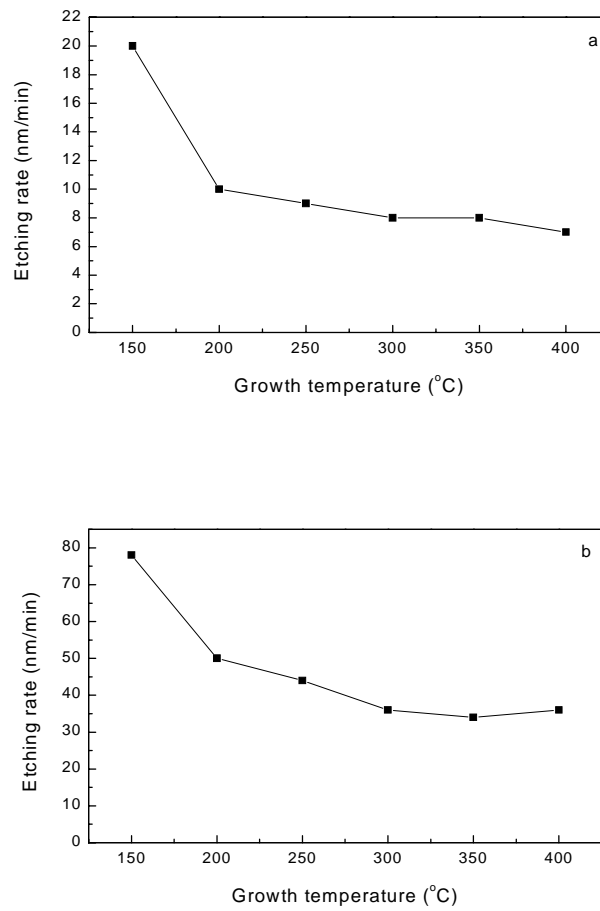 22
a
20
18
16
14
12
10
8
6
4
2
0
Etching rate (nm/min)
150 200 250 300 350 400
Growth temperature (°C)
b
80
70
60
50
40
30
20
10
0
Etching rate (nm/min)
150 200 250 300 350 400
Growth temperature (°C)